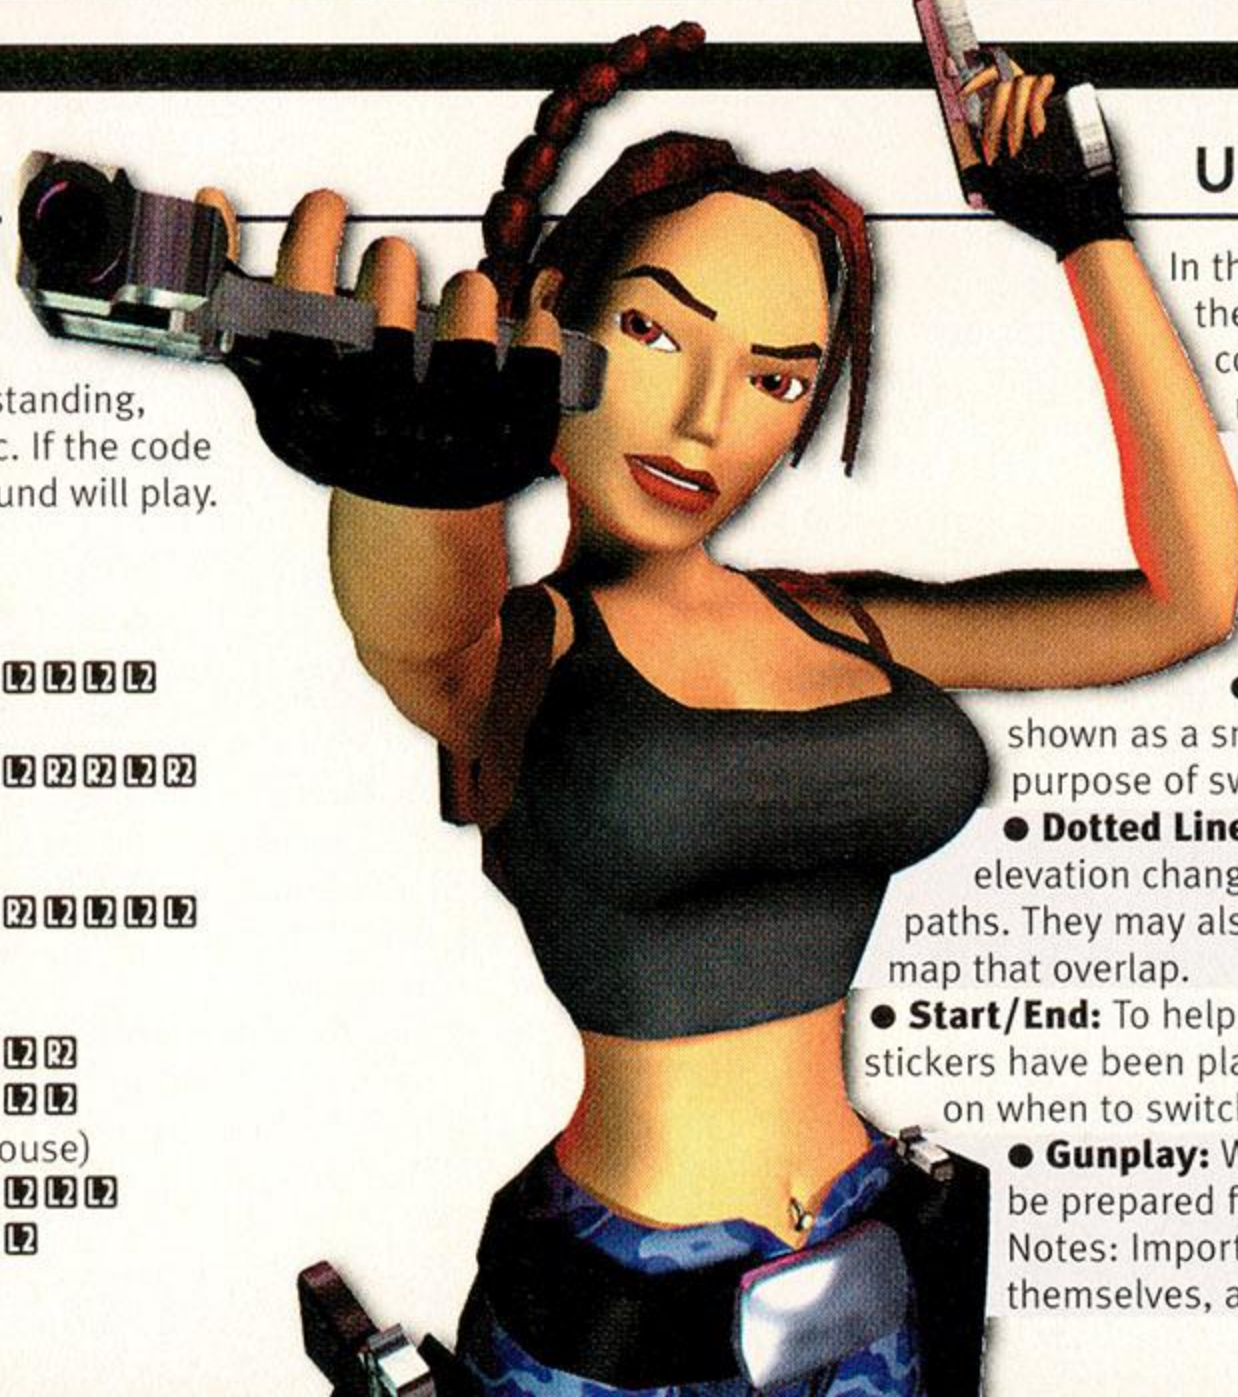 standing,
c. If the code
und will play.
L2 L2 L2 L2
L2 R2 R2 L2 R2
R2 L2 L2 L2 L2
L2 R2
L2 L2
ouse)
L2 L2 L2
L2
U
In th
the
co
shown as a sm
purpose of sw
● Dotted Line
elevation chang
paths. They may als
map that overlap.
● Start/End: To help
stickers have been pla
on when to switch
● Gunplay: W
be prepared f
Notes: Import
themselves, a